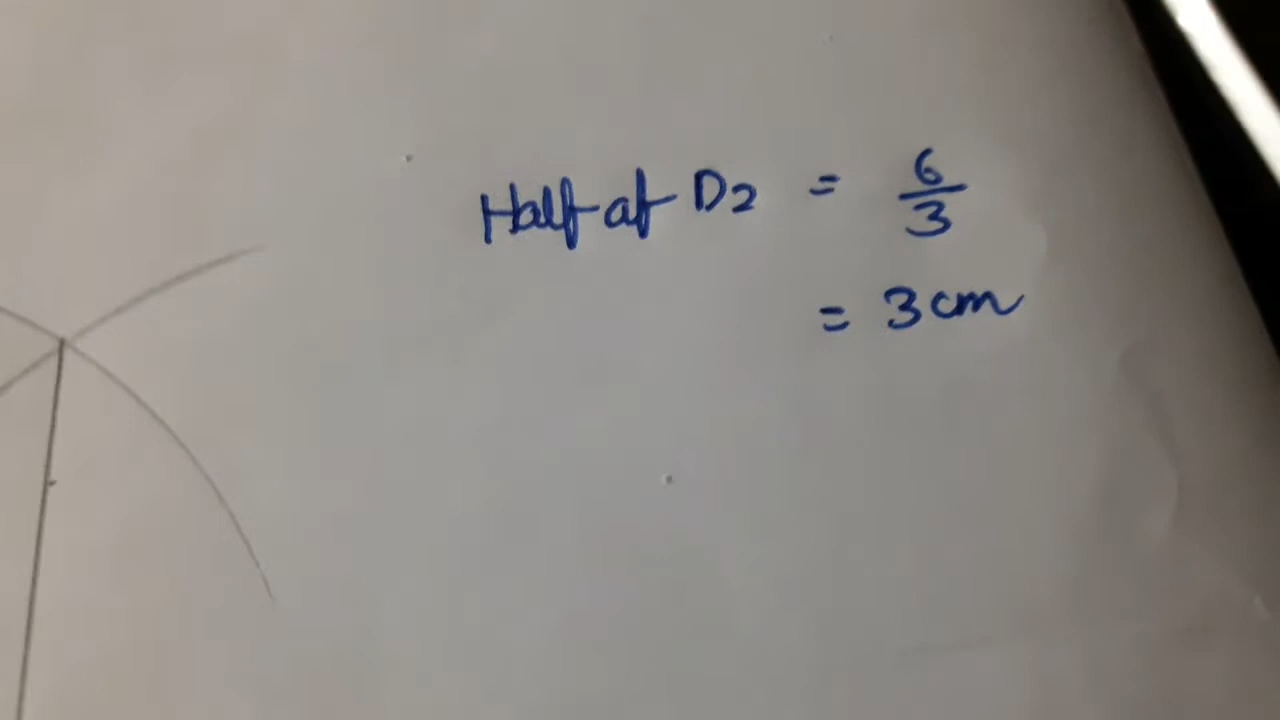 Half of D2 = 6/3
= 3 cm